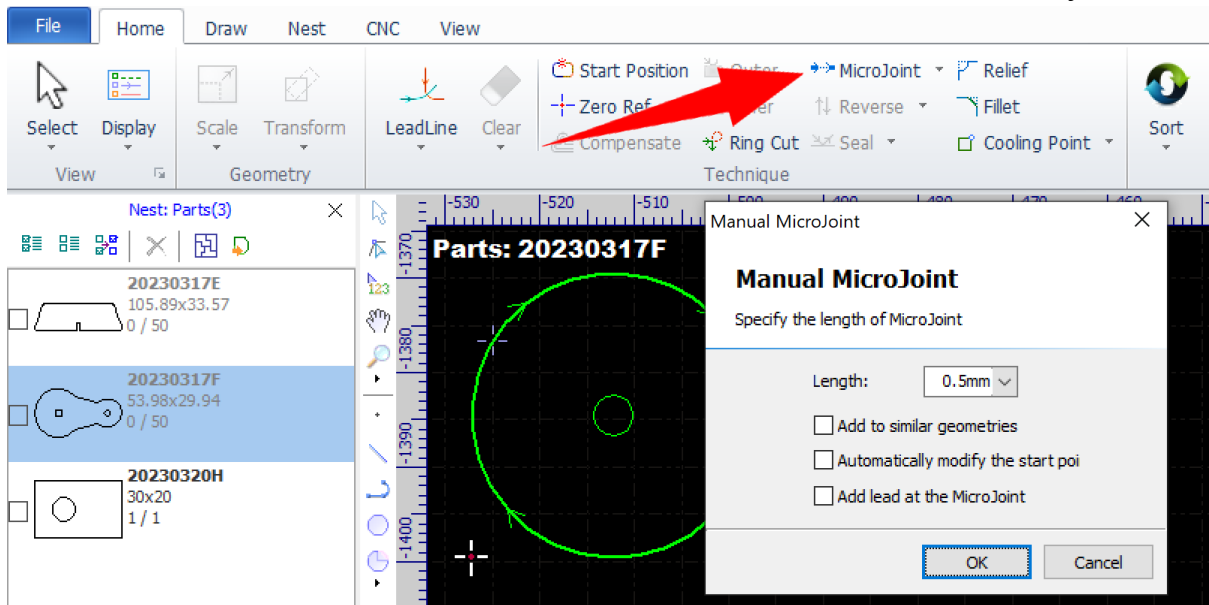 File Home Draw Nest CNC View
Start Position Outer MicroJoint Relief
Zero Ref Reverse Fillet
Select Display Scale Transform LeadLine Clear Sort
Compensate Ring Cut Seal Cooling Point
View Geometry Technique
Nest: Parts(3)
20230317E
105.89x33.57
0 / 50
20230317F
53.98x29.94
0 / 50
20230320H
30x20
1 / 1
123
-530 -520 -510
-1370
-1380
-1390
-1400
Parts: 20230317F
Manual MicroJoint
Manual MicroJoint
Specify the length of MicroJoint
Length: 0.5mm
Add to similar geometries
Automatically modify the start poi
Add lead at the MicroJoint
OK Cancel